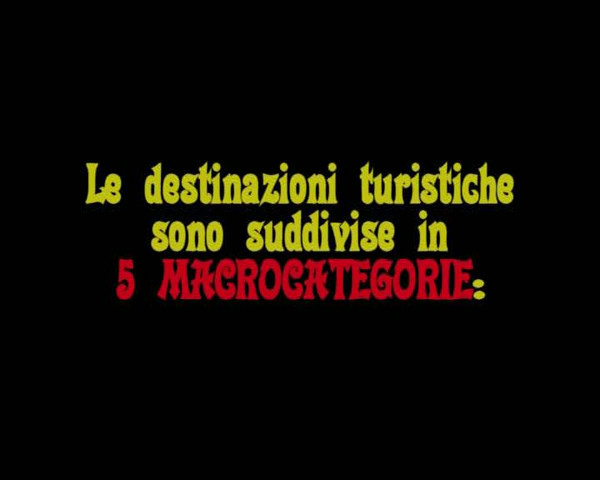 Le destinazioni turistiche
sono suddivise in
5 MACROCATEGORIE: